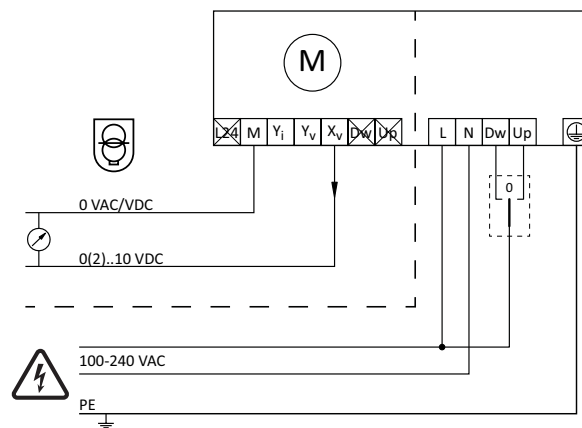 M
L24 M Yi Yv Xv Dw Up L N Dw Up
0
0 VAC/VDC
0(2)..10 VDC
100-240 VAC
PE